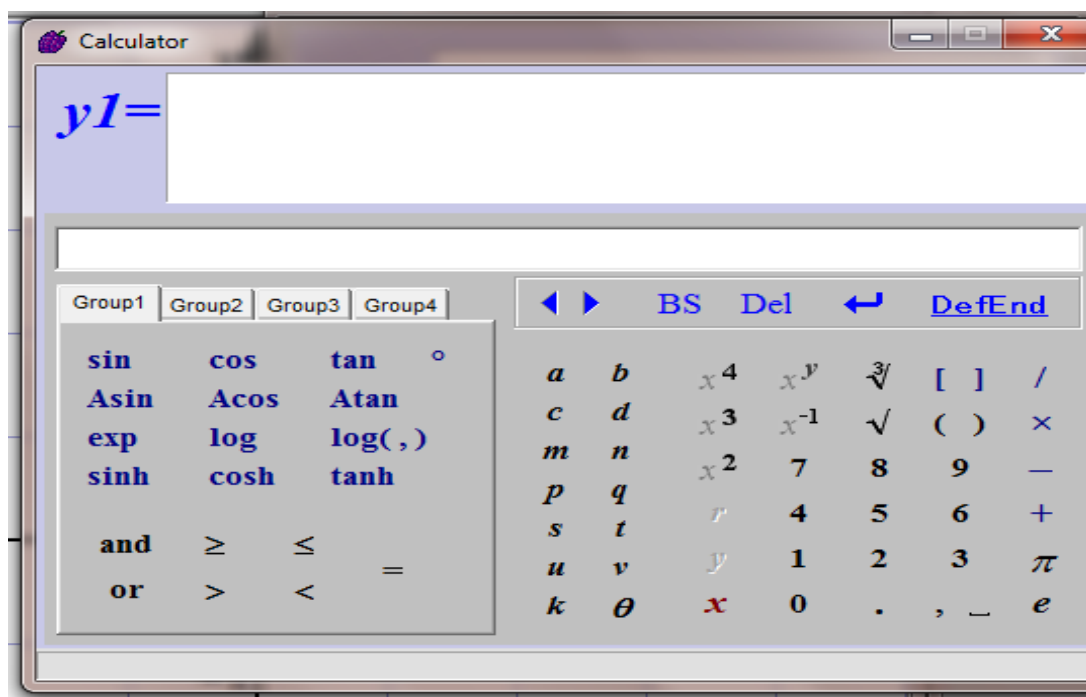 Calculator
y1=
Group1 Group2 Group3 Group4
BS Del DefEnd
sin cos tan °
Asin Acos Atan
exp log log(,)
sinh cosh tanh
and ≥ ≤
=
or > <
a b x⁴ xʸ ∛ [ ] /
c d x³ x⁻¹ √ ( ) ×
m n x² 7 8 9 —
p q r 4 5 6 +
s t y 1 2 3 π
u v x 0 . , ⎵ e
k θ